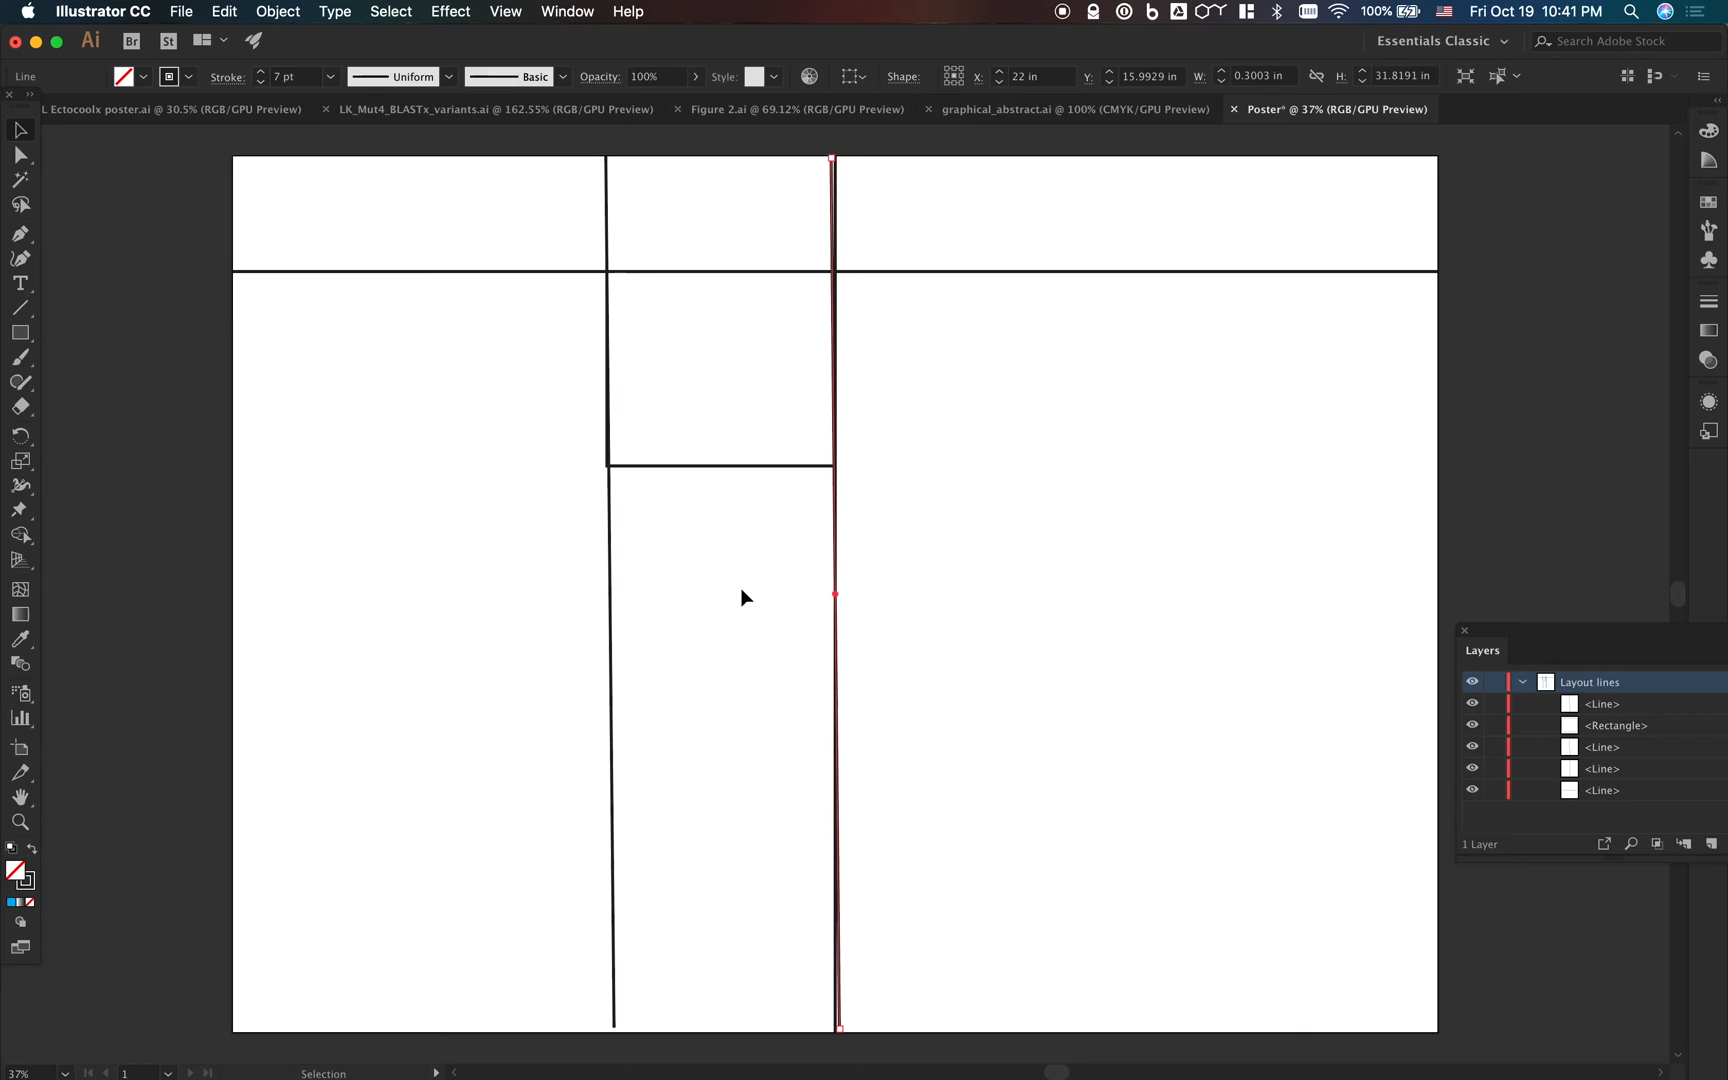 Illustrator CC File Edit Object Type Select Effect View Window Help 100% Fri Oct 19 10:41 PM
Ai Br St Essentials Classic Search Adobe Stock
Line Stroke: 7 pt Uniform Basic Opacity: 100% Style: Shape: X: 22 in Y: 15.9929 in W: 0.3003 in H: 31.8191 in
L Ectocoolx poster.ai @ 30.5% (RGB/GPU Preview) LK_Mut4_BLASTx_variants.ai @ 162.55% (RGB/GPU Preview) Figure 2.ai @ 69.12% (RGB/GPU Preview) graphical_abstract.ai @ 100% (CMYK/GPU Preview) Poster* @ 37% (RGB/GPU Preview)
Layers
Layout lines
<Line>
<Rectangle>
<Line>
<Line>
<Line>
1 Layer
37% 1 Selection